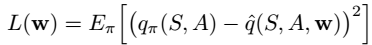 L(𝐰) = E_π[(q_π(S, A) − q̂(S, A, 𝐰))²]